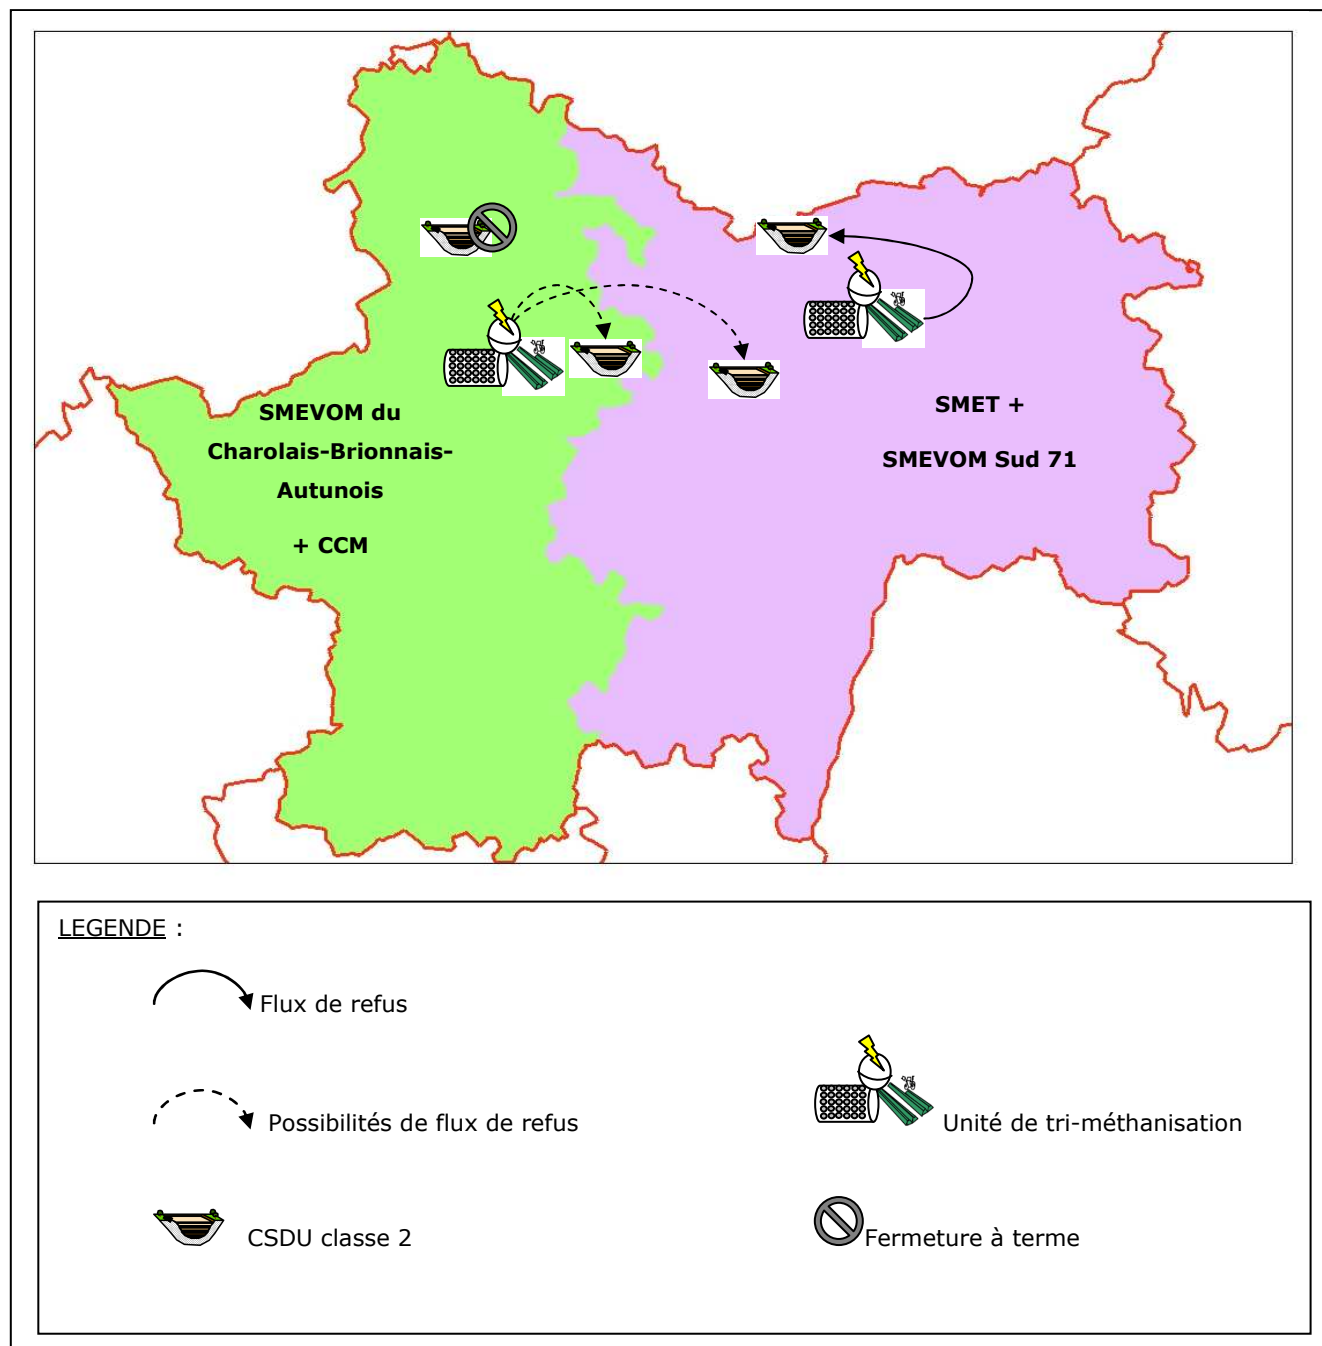 SMEVOM du
Charolais-Brionnais-
Autunois
+ CCM
SMET +
SMEVOM Sud 71
LEGENDE :
Flux de refus
Possibilités de flux de refus
Unité de tri-méthanisation
CSDU classe 2
Fermeture à terme